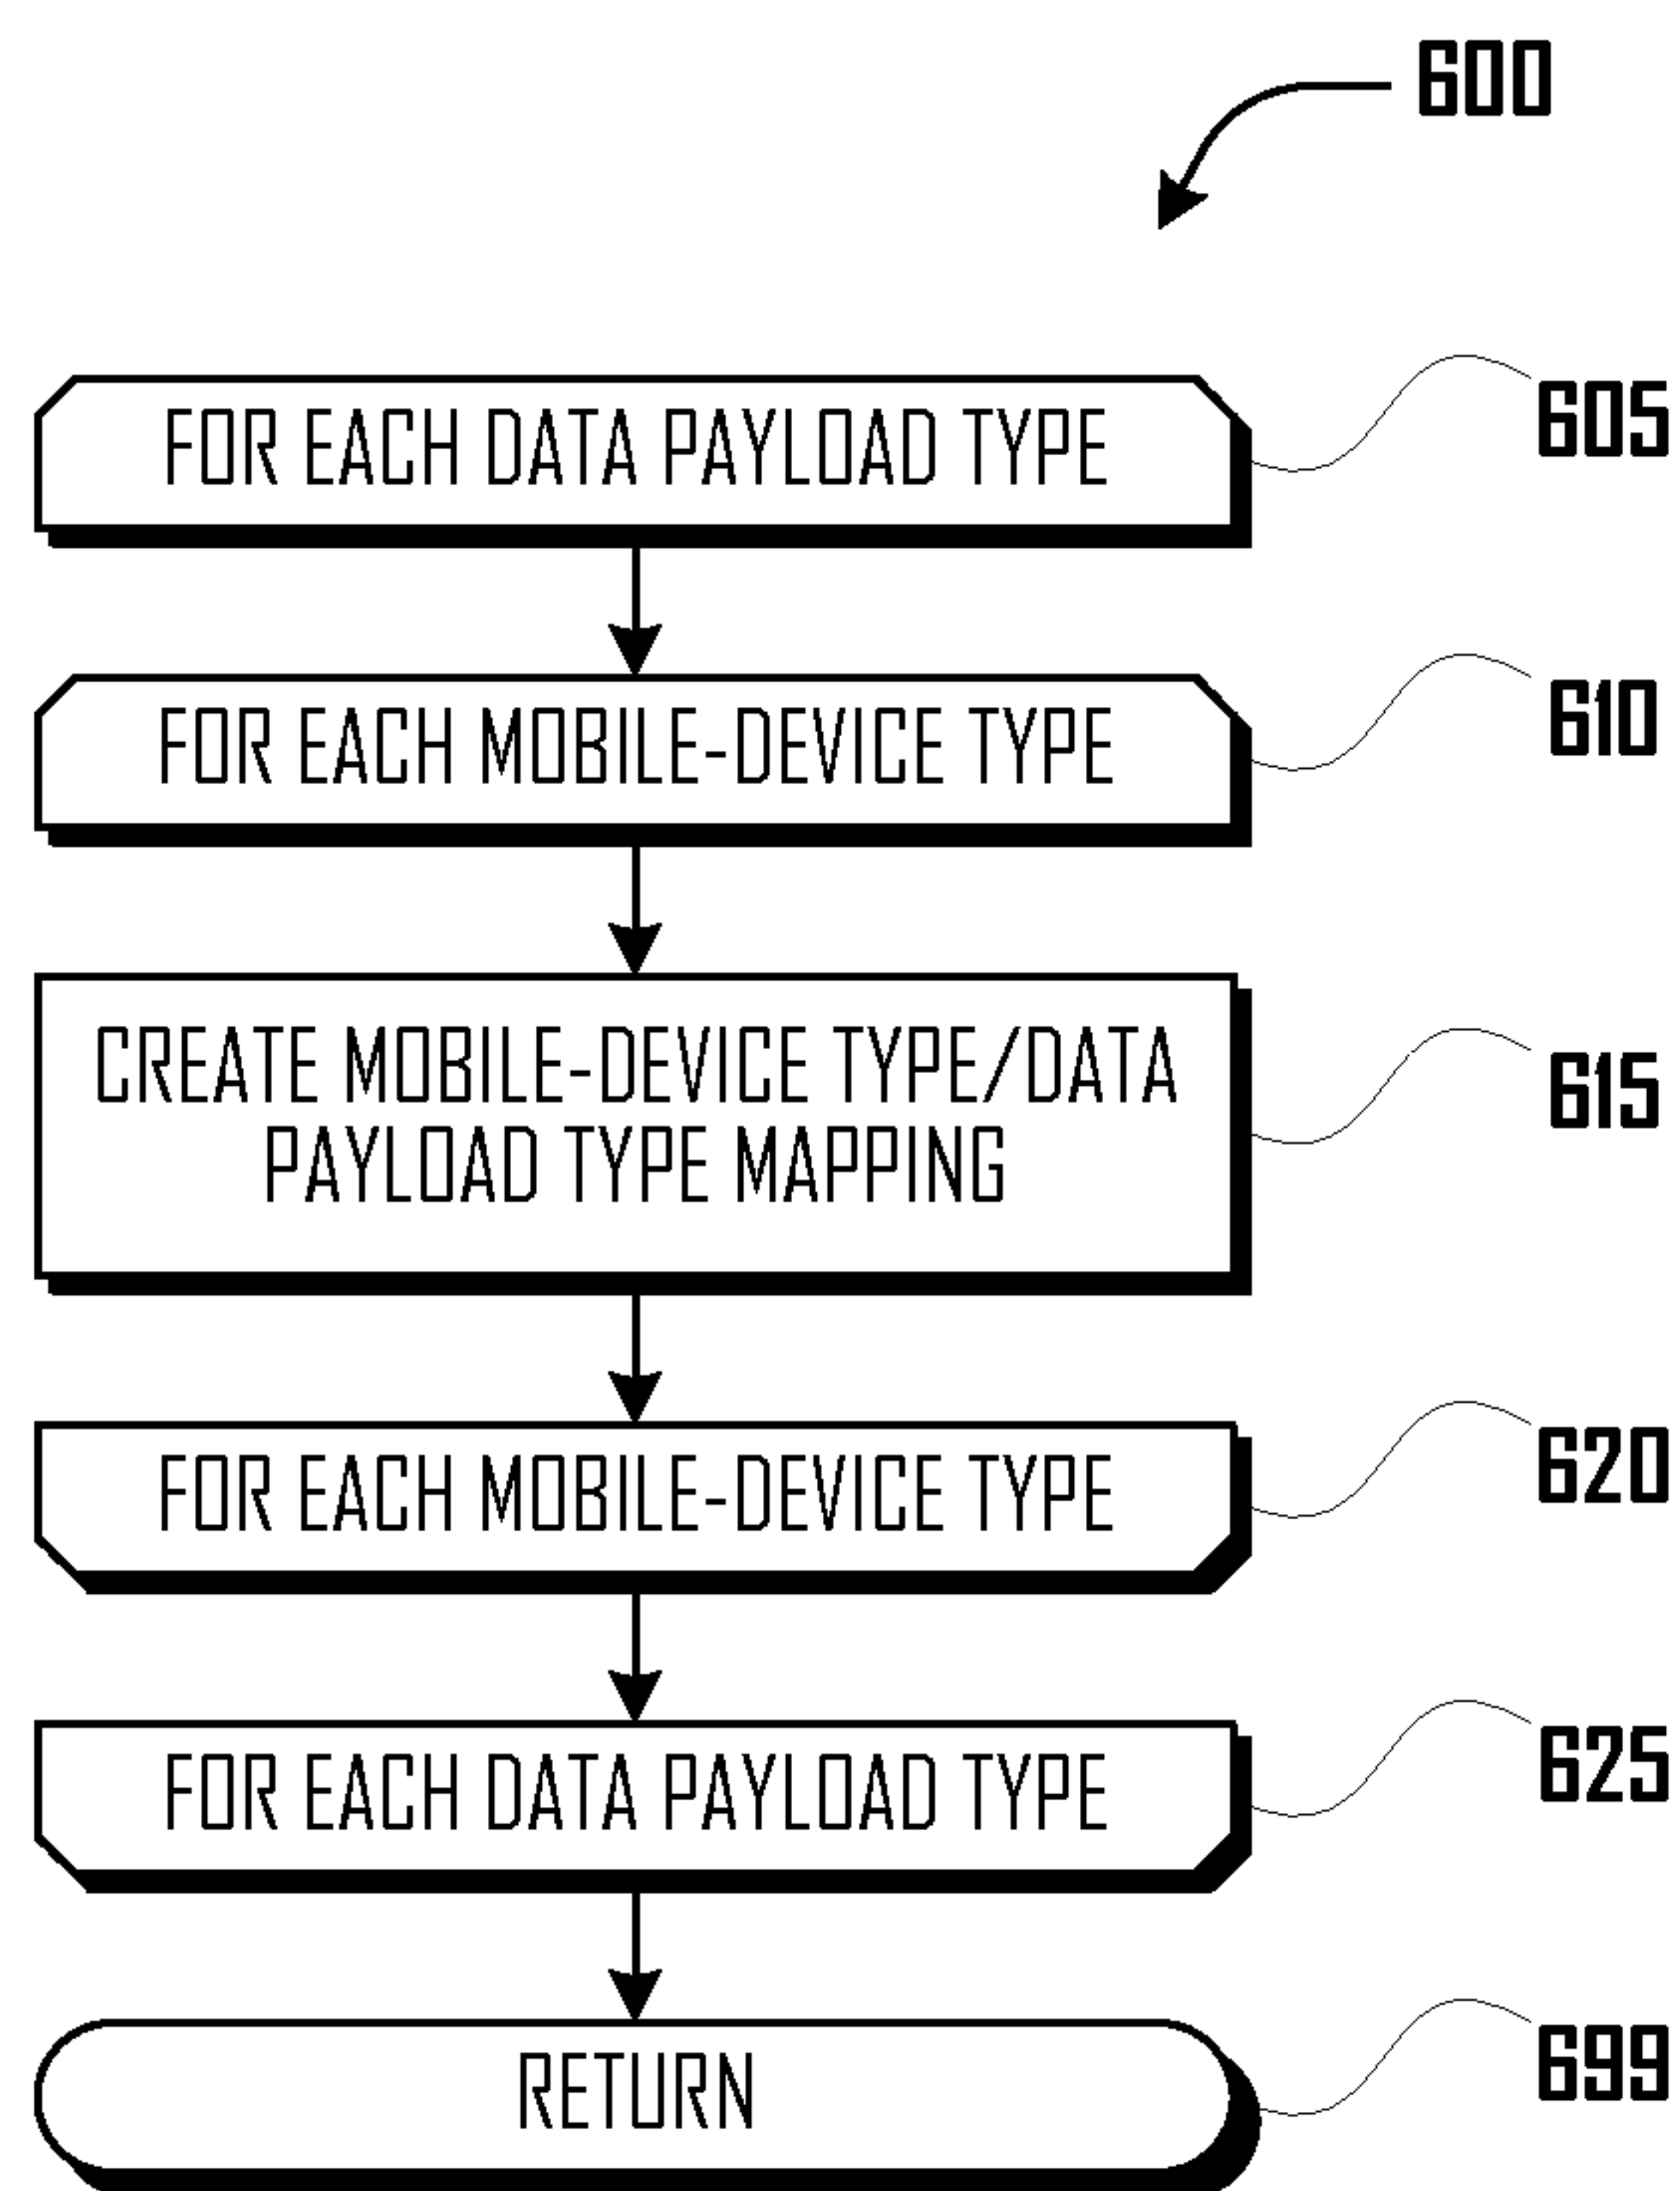 600
FOR EACH DATA PAYLOAD TYPE
605
FOR EACH MOBILE-DEVICE TYPE
610
CREATE MOBILE-DEVICE TYPE/DATA
PAYLOAD TYPE MAPPING
615
FOR EACH MOBILE-DEVICE TYPE
620
FOR EACH DATA PAYLOAD TYPE
625
RETURN
699